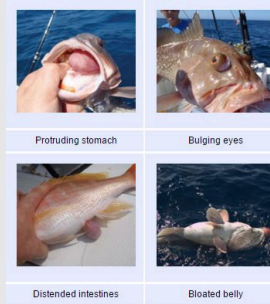 Protruding stomach
Bulging eyes
Distended intestines
Bloated belly